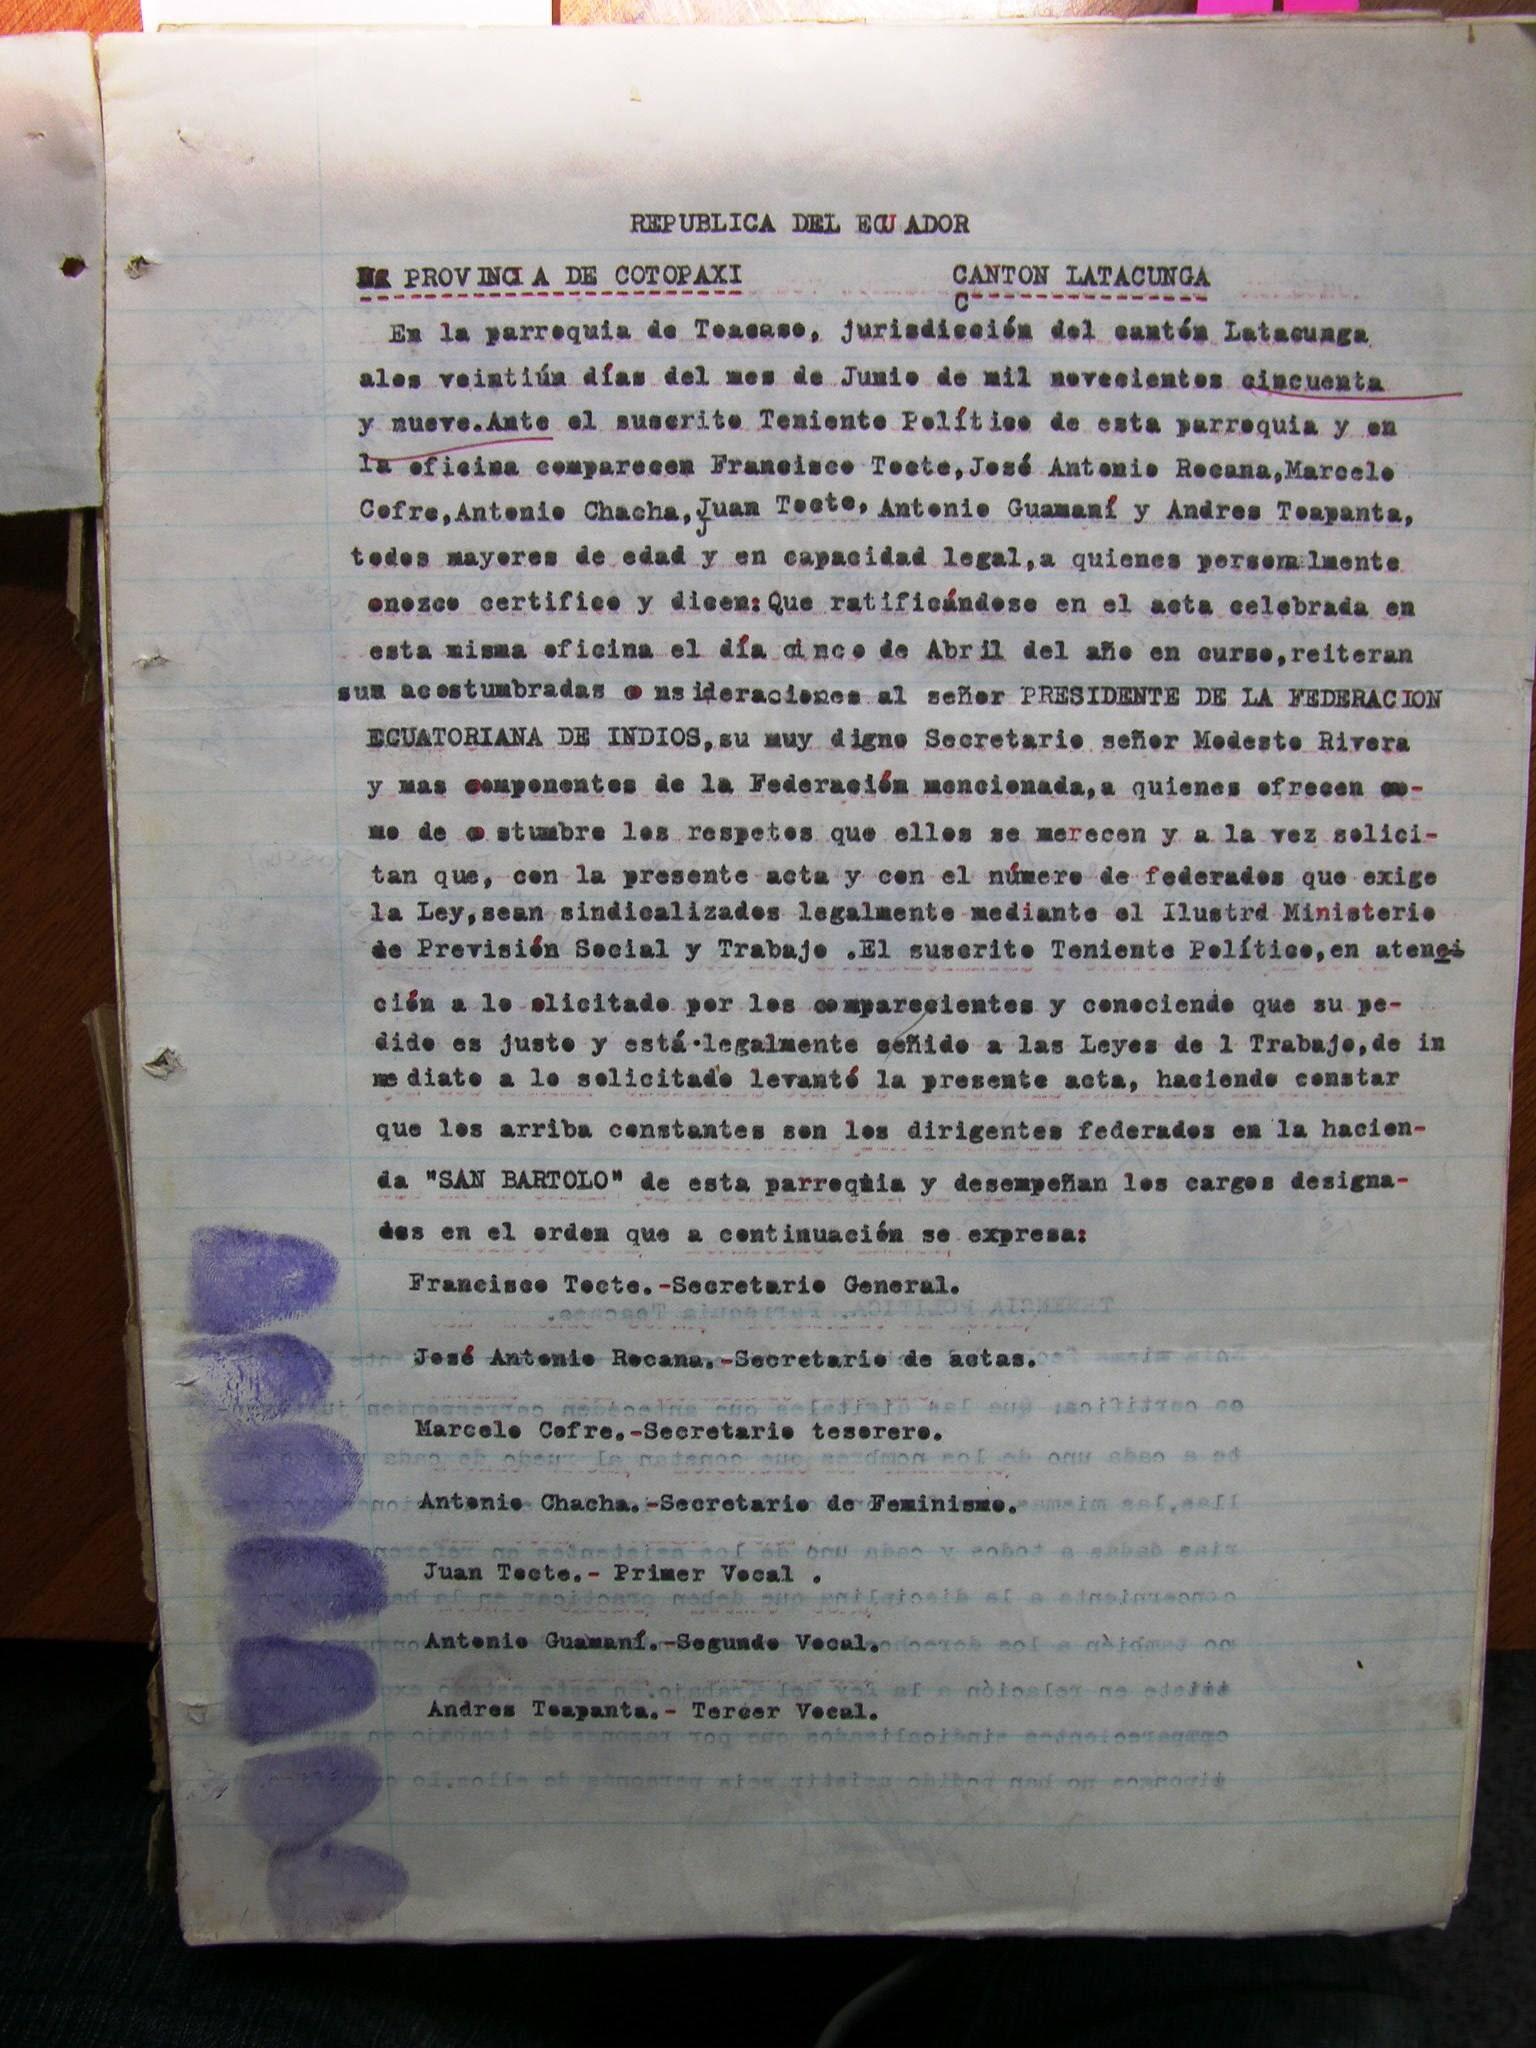 REPUBLICA DEL ECUADOR
PROVINCIA DE COTOPAXI CANTON LATACUNGA
En la parroquia de Toacaso, jurisdicción del cantón Latacunga
alos veintiún días del mes de Junio de mil novecientos cincuenta
y nueve.Ante el suscrito Teniente Político de esta parroquia y en
la oficina comparecen Francisco Tocte,José Antonio Rocana,Marcelo
Cofre,Antonio Chacha,Juan Tocte, Antonio Guamaní y Andres Toapanta,
todos mayores de edad y en capacidad legal,a quienes personalmente
onozco certifico y dicen:Que ratificándose en el acta celebrada en
esta misma oficina el día cinco de Abril del año en curso,reiteran
sun acostumbradas consideraciones al señor PRESIDENTE DE LA FEDERACION
ECUATORIANA DE INDIOS,su muy digno Secretario señor Modesto Rivera
y mas componentes de la Federación mencionada,a quienes ofrecen co-
mo de costumbre los respetos que ellos se merecen y a la vez solici-
tan que, con la presente acta y con el número de federados que exige
la Ley,sean sindicalizados legalmente mediante el Ilustrd Ministerio
de Previsión Social y Trabajo .El suscrito Teniente Político,en atenci
ción a lo olicitado por los comparecientes y conociendo que su pe-
dido es justo y está legalmente señido a las Leyes de l Trabajo,de in
mediato a lo solicitado levantó la presente acta, haciendo constar
que los arriba constantes son los dirigentes federados en la hacien-
da "SAN BARTOLO" de esta parroquia y desempeñan los cargos designa-
dos en el orden que a continuación se expresa:
Francisco Tocte.-Secretario General.
José Antonio Rocana.-Secretario de actas.
Marcelo Cofre.-Secretario tesorero.
Antonio Chacha.-Secretario de Feminismo.
Juan Tocte.- Primer Vocal .
Antonio Guamaní.-Segundo Vocal.
Andres Toapanta.- Tercer Vocal.